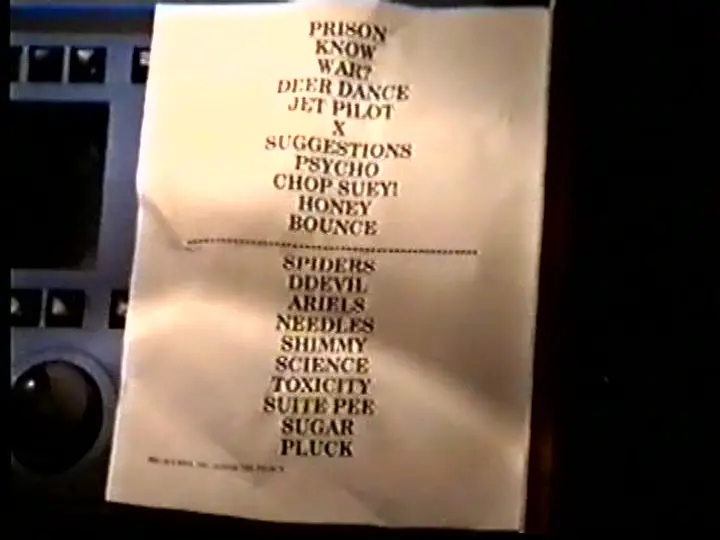 PRISON
KNOW
WAR?
DEER DANCE
JET PILOT
X
SUGGESTIONS
PSYCHO
CHOP SUEY!
HONEY
BOUNCE
SPIDERS
DDEVIL
ARIELS
NEEDLES
SHIMMY
SCIENCE
TOXICITY
SUITE PEE
SUGAR
PLUCK